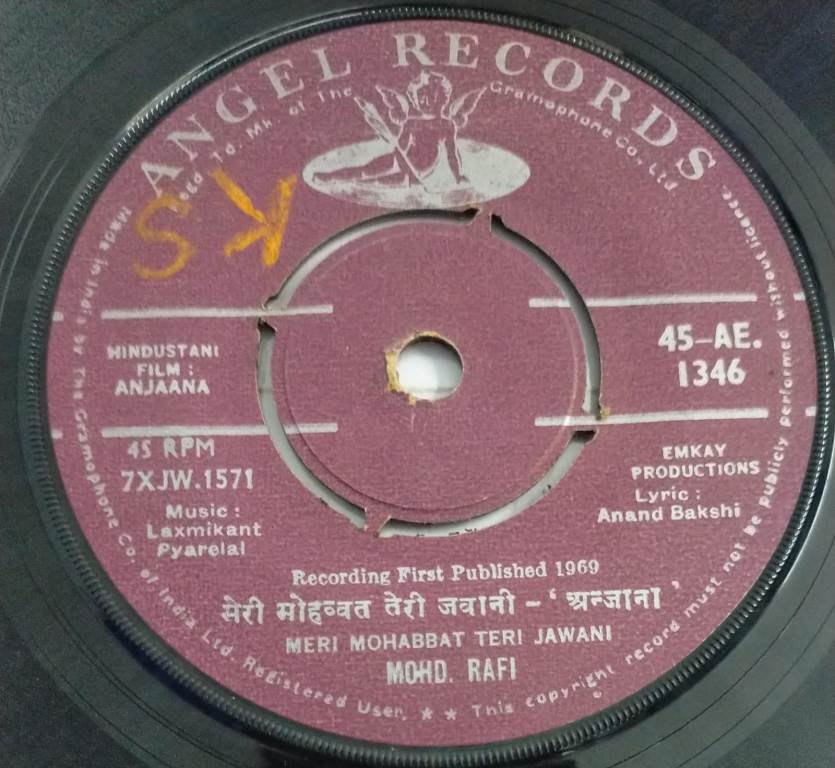 ANGEL RECORDS
Regd Td. Mk. of The Gramophone Co., Ltd
KS
HINDUSTANI
FILM :
ANJAANA
45-AE.
1346
45 RPM
7XJW.1571
Music :
Laxmikant
Pyarelal
EMKAY
PRODUCTIONS
Lyric :
Anand Bakshi
Recording First Published 1969
मेरी मोहब्बत तेरी जवानी - ‘ अन्जाना ’
MERI MOHABBAT TERI JAWANI
MOHD. RAFI
Made in India by The Gramophone Co. of India Ltd. Registered User. ★ ★ This copyright record must not be publicly performed without licence.